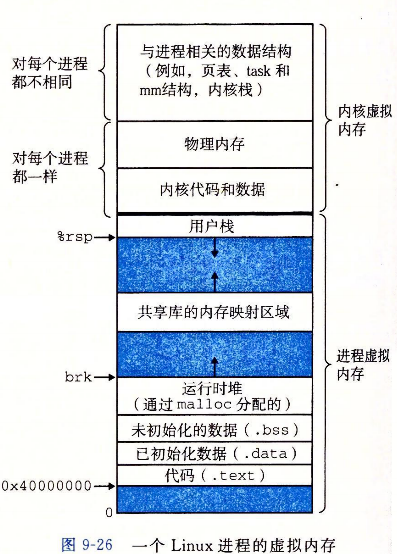 对每个进程
都不相同
与进程相关的数据结构
（例如，页表、task 和
mm结构，内核栈）
内核虚拟
内存
对每个进程
都一样
物理内存
内核代码和数据
用户栈
%rsp
共享库的内存映射区域
进程虚拟
内存
brk
运行时堆
（通过 malloc 分配的）
未初始化的数据（.bss）
已初始化数据（.data）
代码（.text）
0x40000000
0
图 9-26 一个 Linux 进程的虚拟内存